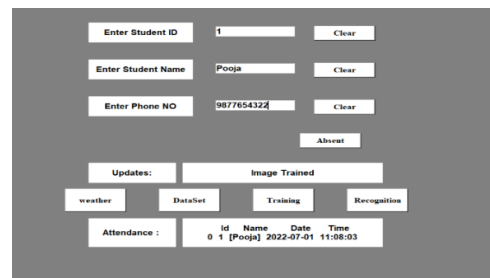 Enter Student ID 1 Clear
Enter Student Name Pooja Clear
Enter Phone NO 9877654322 Clear
Absent
Updates: Image Trained
weather DataSet Training Recognition
Attendance : Id Name Date Time
0 1 [Pooja] 2022-07-01 11:08:03